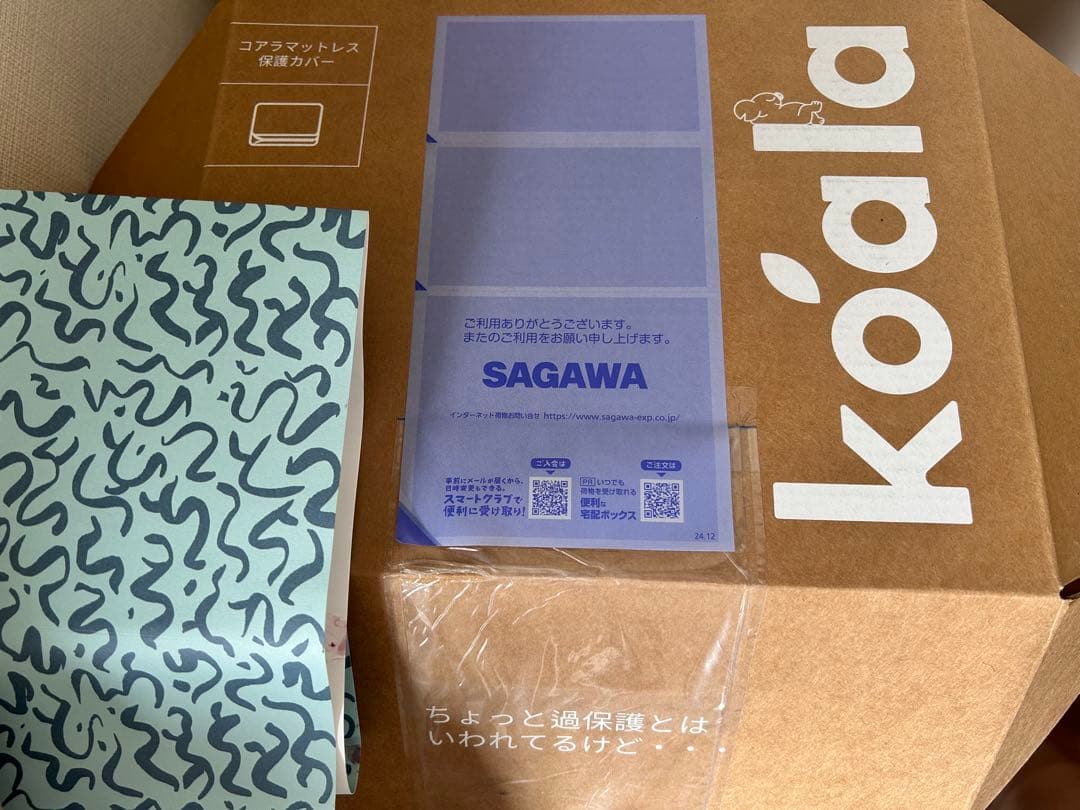 コアラマットレス
保護カバー
koala
ご利用ありがとうございます。
またのご利用をお願い申し上げます。
SAGAWA
インターネット荷物お問い合せ https://www.sagawa-exp.co.jp/
ご入会は
事前にメールが届くから、
日時変更もできる。
スマートクラブで
便利に受け取り!
ご注文は
PR いつでも
荷物を受け取れる
便利な
宅配ボックス
24.12
ちょっと過保護とは
いわれてるけど・・・